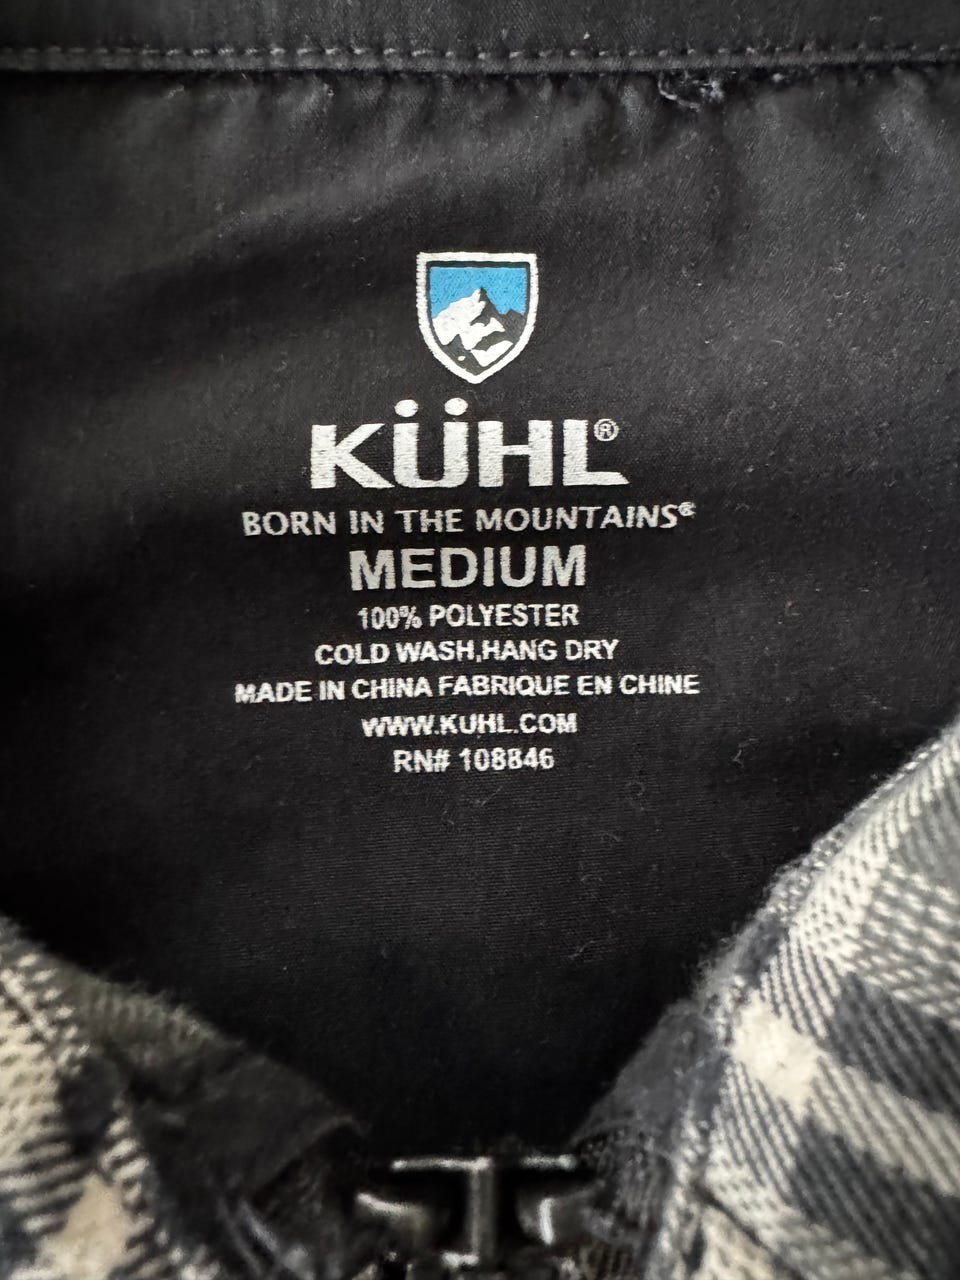 KÜHL®
BORN IN THE MOUNTAINS®
MEDIUM
100% POLYESTER
COLD WASH,HANG DRY
MADE IN CHINA FABRIQUE EN CHINE
WWW.KUHL.COM
RN# 108846